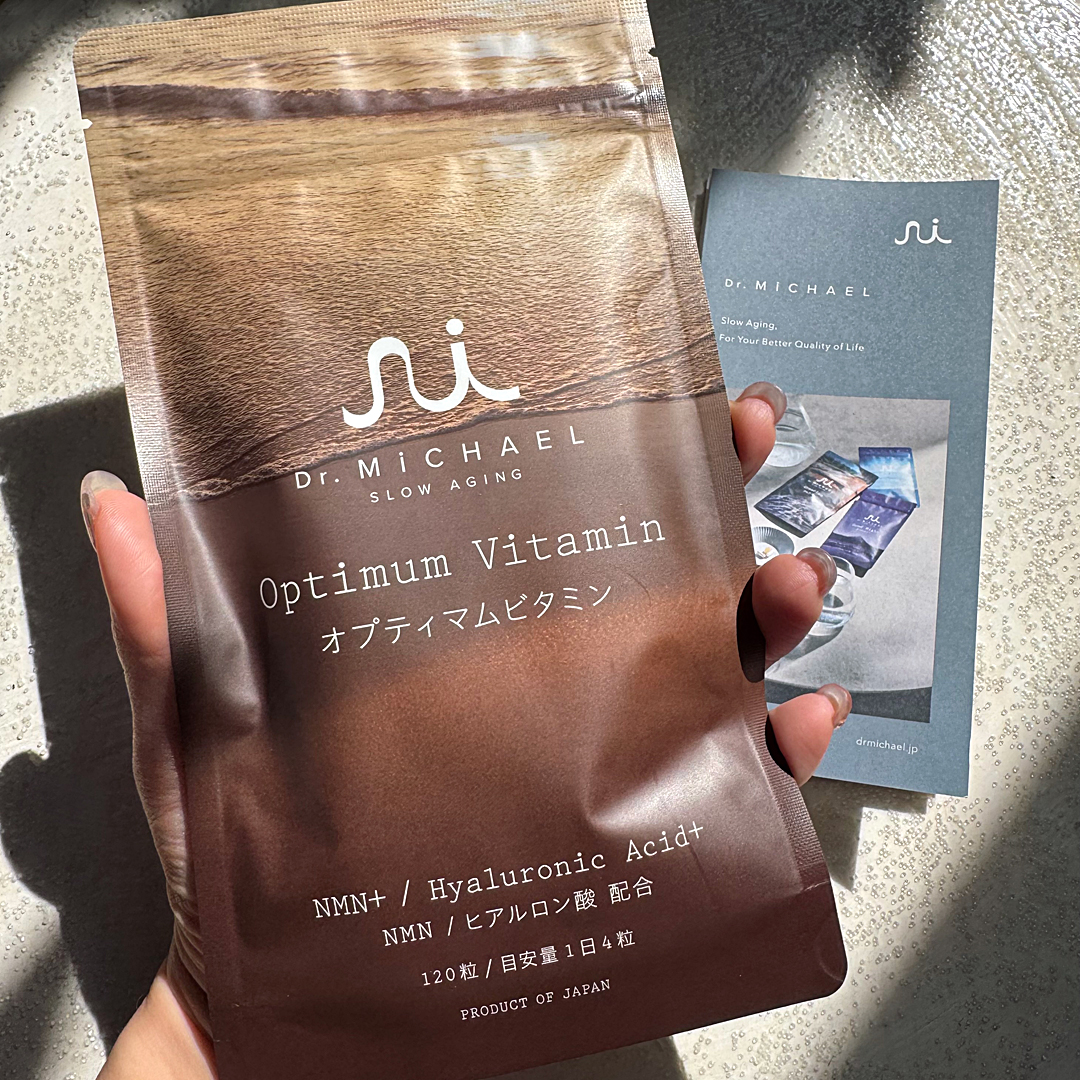 Dr. MiCHAEL
SLOW AGING
Optimum Vitamin
オプティマムビタミン
NMN+ / Hyaluronic Acid+
NMN / ヒアルロン酸 配合
120粒 / 目安量1日4粒
PRODUCT OF JAPAN
Dr. MiCHAEL
Slow Aging,
For Your Better Quality of Life
drmichael.jp